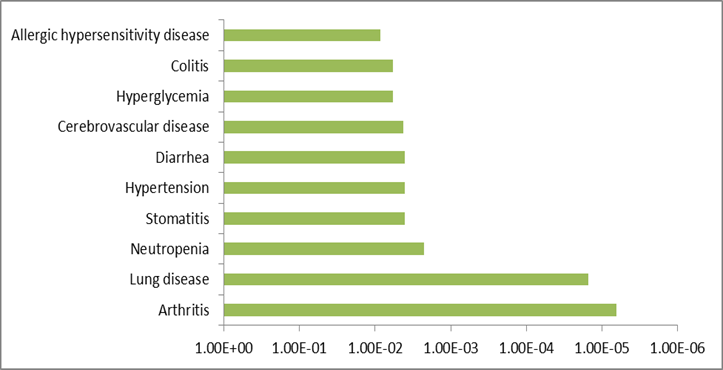 Allergic hypersensitivity disease
Colitis
Hyperglycemia
Cerebrovascular disease
Diarrhea
Hypertension
Stomatitis
Neutropenia
Lung disease
Arthritis
1.00E+00 1.00E-01 1.00E-02 1.00E-03 1.00E-04 1.00E-05 1.00E-06